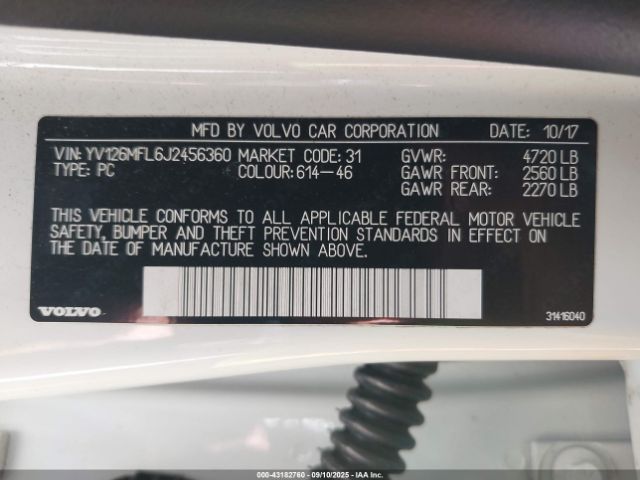 MFD BY VOLVO CAR CORPORATION DATE: 10/17
VIN: YV126MFL6J2456360 MARKET CODE: 31 GVWR: 4720 LB
TYPE: PC COLOUR: 614-46 GAWR FRONT: 2560 LB
GAWR REAR: 2270 LB
THIS VEHICLE CONFORMS TO ALL APPLICABLE FEDERAL MOTOR VEHICLE
SAFETY, BUMPER AND THEFT PREVENTION STANDARDS IN EFFECT ON
THE DATE OF MANUFACTURE SHOWN ABOVE.
VOLVO 31416040
000-43182760 - 09/10/2025 - IAA Inc.